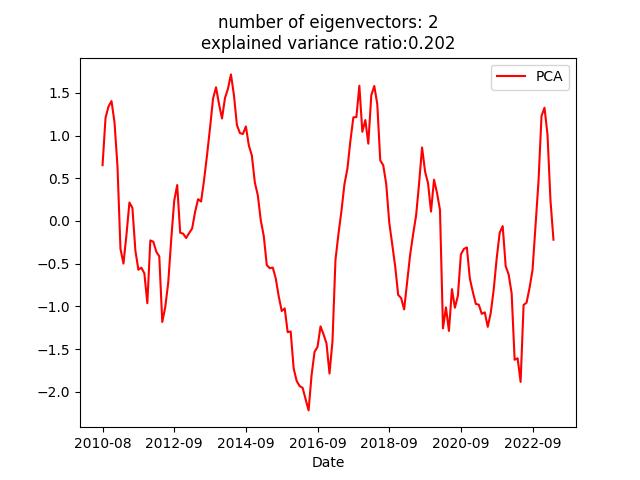 number of eigenvectors: 2
explained variance ratio:0.202
PCA
1.5
1.0
0.5
0.0
−0.5
−1.0
−1.5
−2.0
2010-08 2012-09 2014-09 2016-09 2018-09 2020-09 2022-09
Date